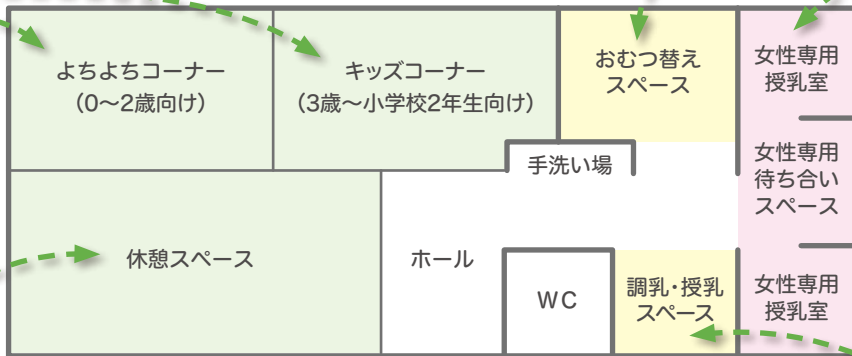 よちよちコーナー
（0〜2歳向け）
キッズコーナー
（3歳〜小学校2年生向け）
おむつ替え
スペース
女性専用
授乳室
手洗い場
女性専用
待ち合い
スペース
休憩スペース
ホール
WC
調乳・授乳
スペース
女性専用
授乳室